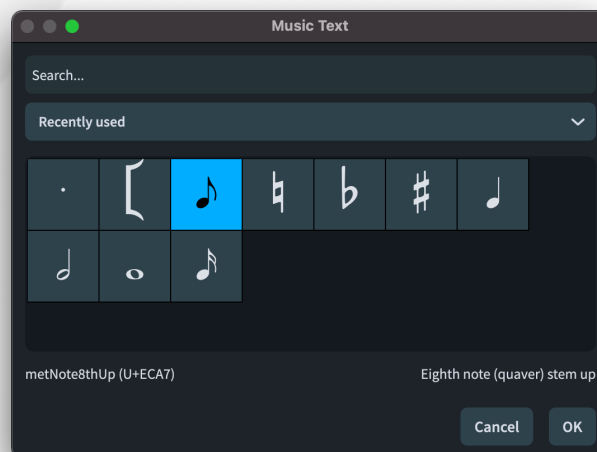 Music Text
Search...
Recently used
metNote8thUp (U+ECA7)
Eighth note (quaver) stem up
Cancel
OK